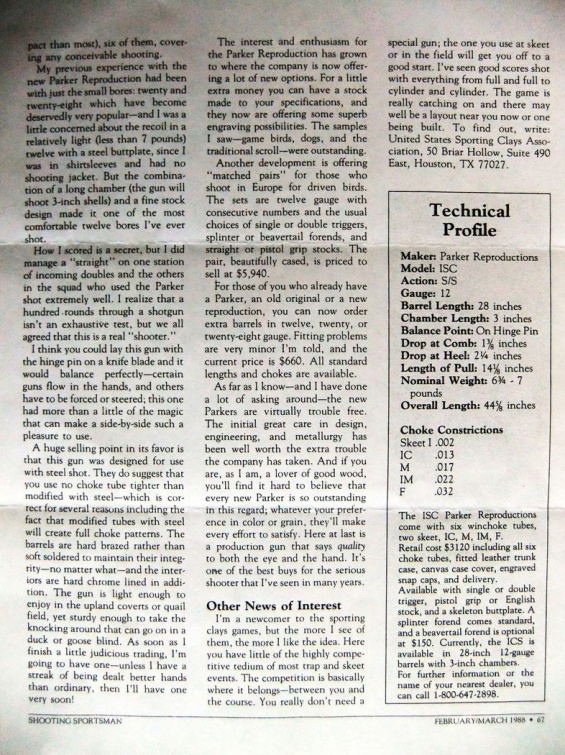 pact than most), six of them, cover-
ing any conceivable shooting.
My previous experience with the
new Parker Reproduction had been
with just the small bores: twenty and
twenty-eight which have become
deservedly very popular—and I was a
little concerned about the recoil in a
relatively light (less than 7 pounds)
twelve with a steel buttplate, since I
was in shirtsleeves and had no
shooting jacket. But the combina-
tion of a long chamber (the gun will
shoot 3-inch shells) and a fine stock
design made it one of the most
comfortable twelve bores I've ever
shot.
How I scored is a secret, but I did
manage a "straight" on one station
of incoming doubles and the others
in the squad who used the Parker
shot extremely well. I realize that a
hundred rounds through a shotgun
isn't an exhaustive test, but we all
agreed that this is a real "shooter."
I think you could lay this gun with
the hinge pin on a knife blade and it
would balance perfectly—certain
guns flow in the hands, and others
have to be forced or steered; this one
had more than a little of the magic
that can make a side-by-side such a
pleasure to use.
A huge selling point in its favor is
that this gun was designed for use
with steel shot. They do suggest that
you use no choke tube tighter than
modified with steel—which is cor-
rect for several reasons including the
fact that modified tubes with steel
will create full choke patterns. The
barrels are hard brazed rather than
soft soldered to maintain their integ-
rity—no matter what—and the inter-
iors are hard chrome lined in addi-
tion. The gun is light enough to
enjoy in the upland coverts or quail
field, yet sturdy enough to take the
knocking around that can go on in a
duck or goose blind. As soon as I
finish a little judicious trading, I'm
going to have one—unless I have a
streak of being dealt better hands
than ordinary, then I'll have one
very soon!
The interest and enthusiasm for
the Parker Reproduction has grown
to where the company is now offer-
ing a lot of new options. For a little
extra money you can have a stock
made to your specifications, and
they now are offering some superb
engraving possibilities. The samples
I saw—game birds, dogs, and the
traditional scroll—were outstanding.
Another development is offering
"matched pairs" for those who
shoot in Europe for driven birds.
The sets are twelve gauge with
consecutive numbers and the usual
choices of single or double triggers,
splinter or beavertail forends, and
straight or pistol grip stocks. The
pair, beautifully cased, is priced to
sell at $5,940.
For those of you who already have
a Parker, an old original or a new
reproduction, you can now order
extra barrels in twelve, twenty, or
twenty-eight gauge. Fitting problems
are very minor I'm told, and the
current price is $660. All standard
lengths and chokes are available.
As far as I know—and I have done
a lot of asking around—the new
Parkers are virtually trouble free.
The initial great care in design,
engineering, and metallurgy has
been well worth the extra trouble
the company has taken. And if you
are, as I am, a lover of good wood,
you'll find it hard to believe that
every new Parker is so outstanding
in this regard; whatever your prefer-
ence in color or grain, they'll make
every effort to satisfy. Here at last is
a production gun that says quality
to both the eye and the hand. It's
one of the best buys for the serious
shooter that I've seen in many years.
Other News of Interest
I'm a newcomer to the sporting
clays games, but the more I see of
them, the more I like the idea. Here
you have little of the highly compe-
titive tedium of most trap and skeet
events. The competition is basically
where it belongs—between you and
the course. You really don't need a
special gun; the one you use at skeet
or in the field will get you off to a
good start. I've seen good scores shot
with everything from full and full to
cylinder and cylinder. The game is
really catching on and there may
well be a layout near you now or one
being built. To find out, write:
United States Sporting Clays Asso-
ciation, 50 Briar Hollow, Suite 490
East, Houston, TX 77027.
Technical
Profile
Maker: Parker Reproductions
Model: ISC
Action: S/S
Gauge: 12
Barrel Length: 28 inches
Chamber Length: 3 inches
Balance Point: On Hinge Pin
Drop at Comb: 1⅜ inches
Drop at Heel: 2¼ inches
Length of Pull: 14⅛ inches
Nominal Weight: 6¾ - 7
pounds
Overall Length: 44⅝ inches
Choke Constrictions
Skeet I .002
IC .013
M .017
IM .022
F .032
The ISC Parker Reproductions
come with six winchoke tubes,
two skeet, IC, M, IM, F.
Retail cost $3120 including all six
choke tubes, fitted leather trunk
case, canvas case cover, engraved
snap caps, and delivery.
Available with single or double
trigger, pistol grip or English
stock, and a skeleton buttplate. A
splinter forend comes standard,
and a beavertail forend is optional
at $150. Currently, the ICS is
available in 28-inch 12-gauge
barrels with 3-inch chambers.
For further information or the
name of your nearest dealer, you
can call 1-800-647-2898.
SHOOTING SPORTSMAN
FEBRUARY/MARCH 1988 • 67